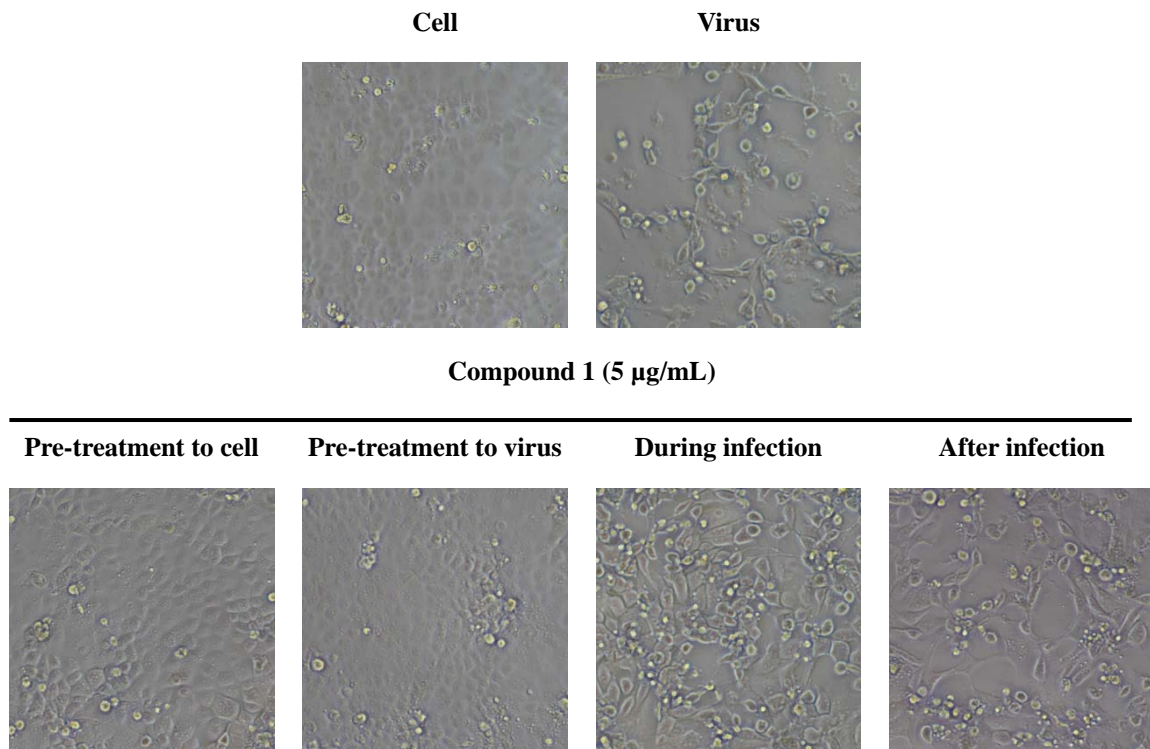 Cell Virus
Compound 1 (5 µg/mL)
Pre-treatment to cell Pre-treatment to virus During infection After infection